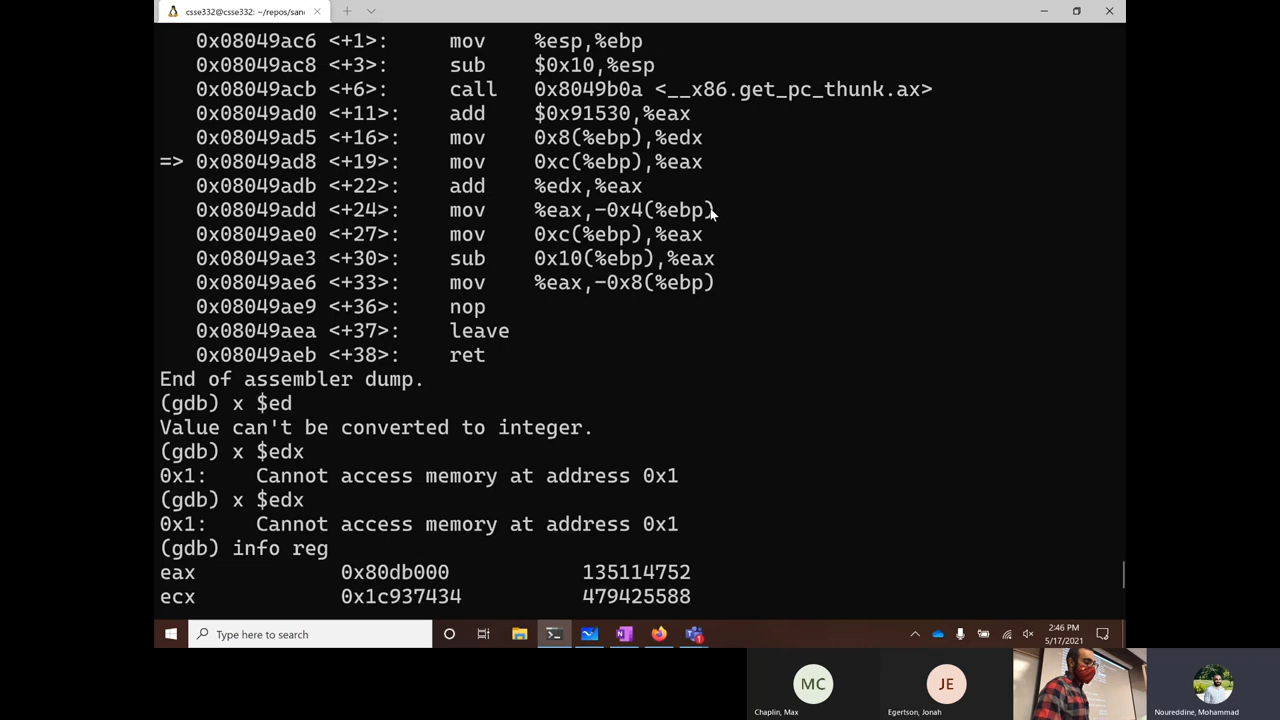 csse332@csse332: ~/repos/san
0x08049ac6 <+1>: mov %esp,%ebp
0x08049ac8 <+3>: sub $0x10,%esp
0x08049acb <+6>: call 0x8049b0a <__x86.get_pc_thunk.ax>
0x08049ad0 <+11>: add $0x91530,%eax
0x08049ad5 <+16>: mov 0x8(%ebp),%edx
=> 0x08049ad8 <+19>: mov 0xc(%ebp),%eax
0x08049adb <+22>: add %edx,%eax
0x08049add <+24>: mov %eax,-0x4(%ebp)
0x08049ae0 <+27>: mov 0xc(%ebp),%eax
0x08049ae3 <+30>: sub 0x10(%ebp),%eax
0x08049ae6 <+33>: mov %eax,-0x8(%ebp)
0x08049ae9 <+36>: nop
0x08049aea <+37>: leave
0x08049aeb <+38>: ret
End of assembler dump.
(gdb) x $ed
Value can't be converted to integer.
(gdb) x $edx
0x1: Cannot access memory at address 0x1
(gdb) x $edx
0x1: Cannot access memory at address 0x1
(gdb) info reg
eax 0x80db000 135114752
ecx 0x1c937434 479425588
Type here to search
2:46 PM
5/17/2021
MC
JE
Chaplin, Max
Egertson, Jonah
Noureddine, Mohammad